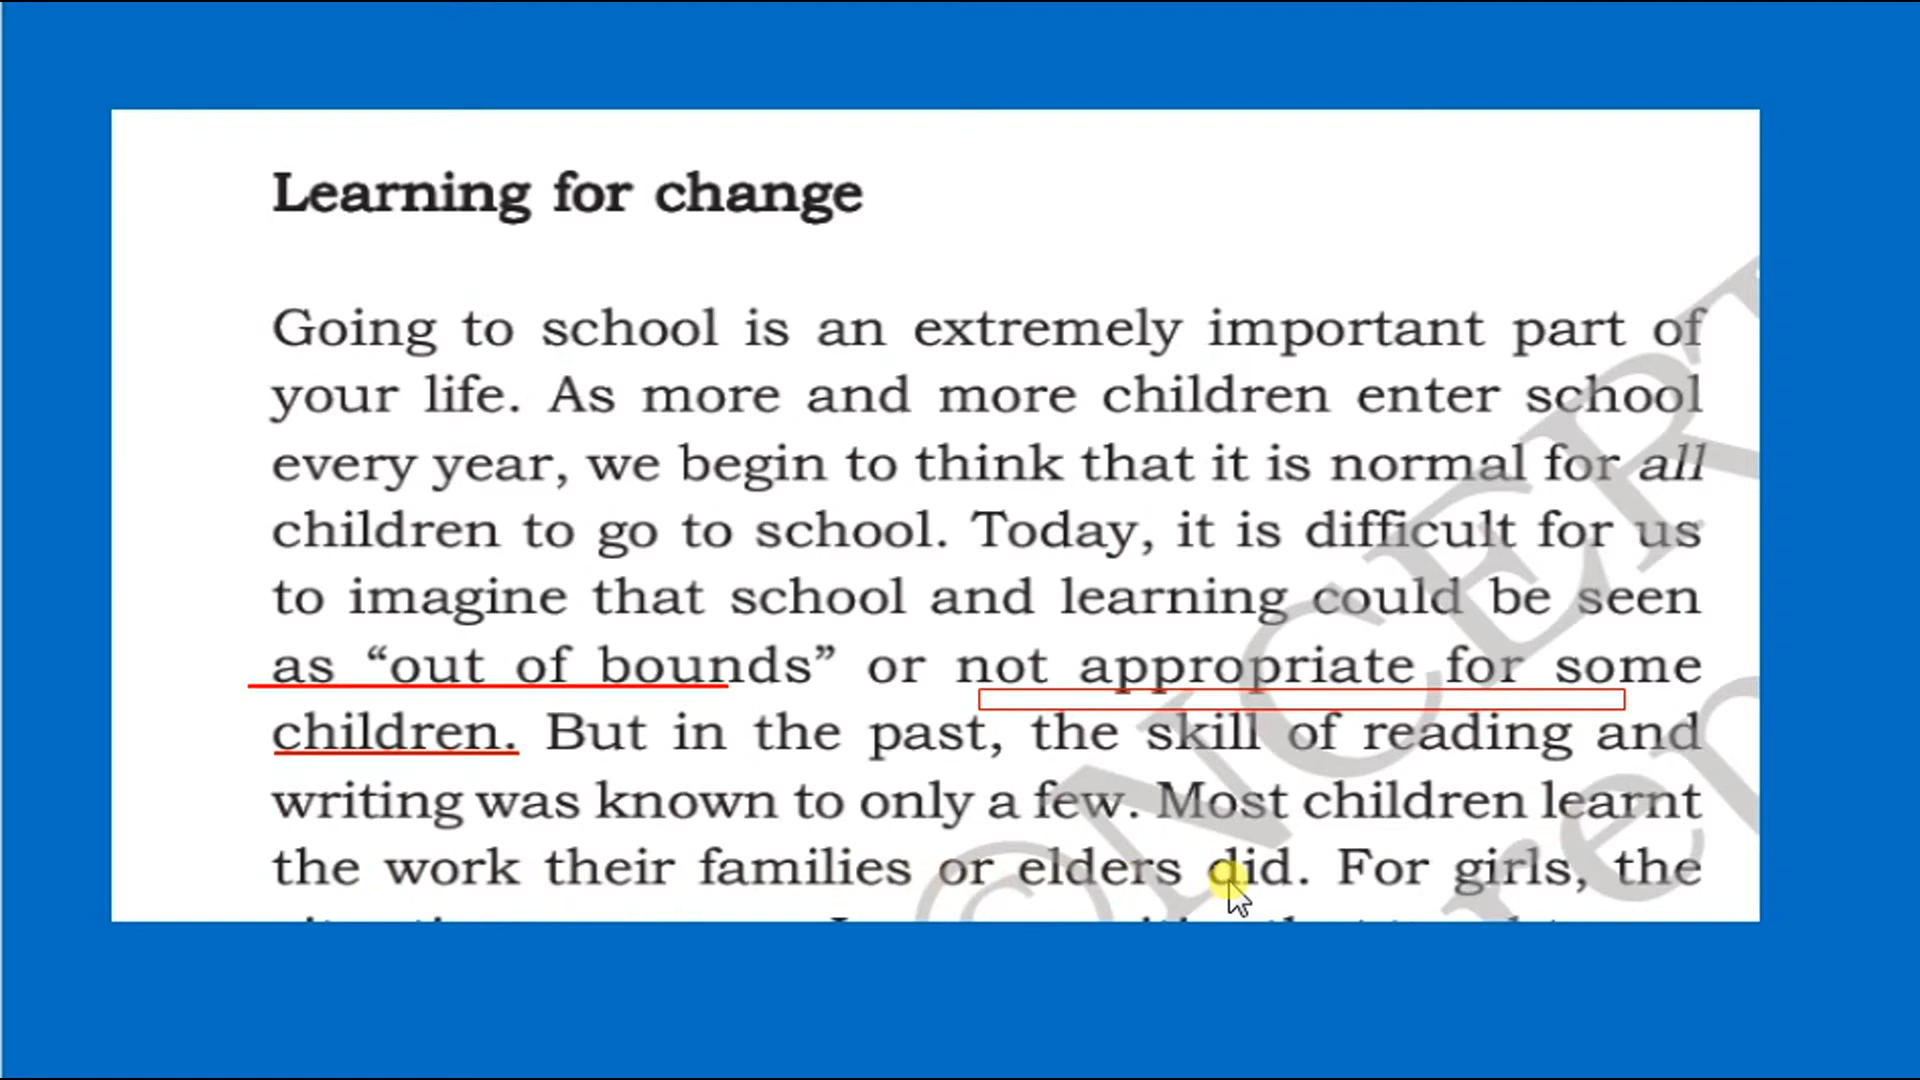 Learning for change
Going to school is an extremely important part of
your life. As more and more children enter school
every year, we begin to think that it is normal for all
children to go to school. Today, it is difficult for us
to imagine that school and learning could be seen
as “out of bounds” or not appropriate for some
children. But in the past, the skill of reading and
writing was known to only a few. Most children learnt
the work their families or elders did. For girls, the
©NCERT